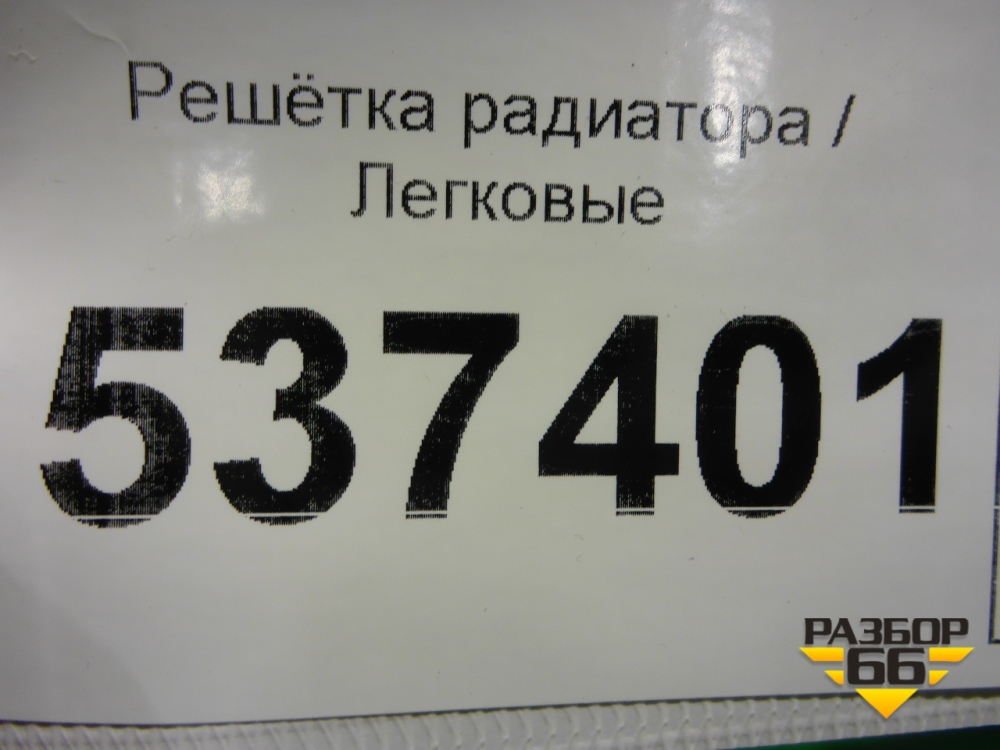 Решётка радиатора /
Легковые
537401
РАЗБОР
66